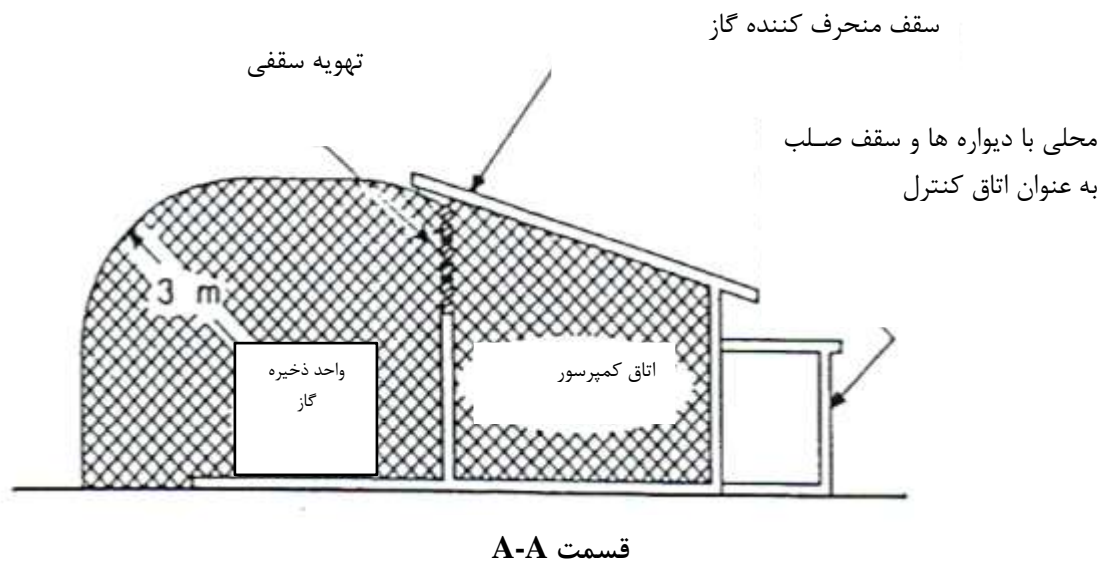 سقف منحرف کننده گاز
تهویه سقفی
محلی با دیواره ها و سقف صلب
به عنوان اتاق کنترل
3 m
واحد ذخیره
گاز
اتاق کمپرسور
قسمت A-A